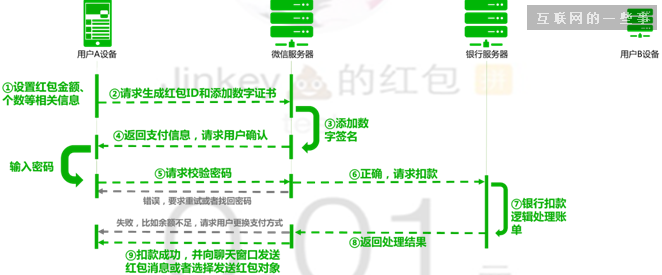 互联网的一些事
用户A设备
微信服务器
银行服务器
用户B设备
Jinkey
的红包
拼
①设置红包金额、
个数等相关信息
②请求生成红包ID和添加数字证书
③添加数
字签名
④返回支付信息，请求用户确认
输入密码
⑤请求校验密码
⑥正确，请求扣款
错误，要求重试或者找回密码
⑦银行扣款
逻辑处理账
单
失败，比如余额不足，请求用户更换支付方式
⑧返回处理结果
⑨扣款成功，并向聊天窗口发送
红包消息或者选择发送红包对象